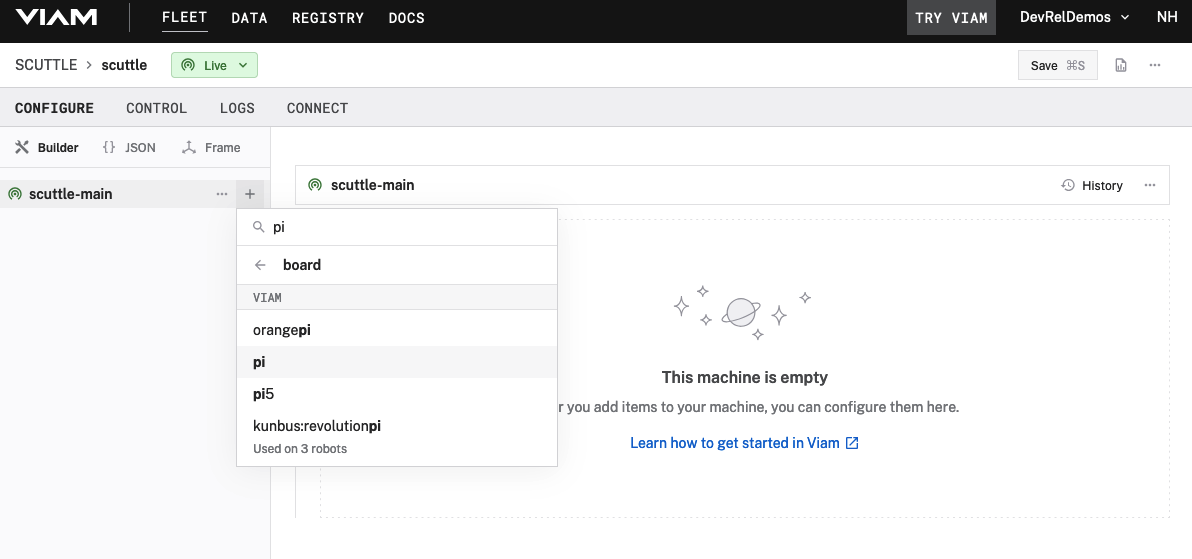 VIAM FLEET DATA REGISTRY DOCS TRY VIAM DevRelDemos NH
SCUTTLE > scuttle Live Save ⌘S ...
CONFIGURE CONTROL LOGS CONNECT
Builder {} JSON Frame
scuttle-main ... +
scuttle-main History ...
pi
board
VIAM
orangepi
pi
pi5
kunbus:revolutionpi
Used on 3 robots
This machine is empty
r you add items to your machine, you can configure them here.
Learn how to get started in Viam